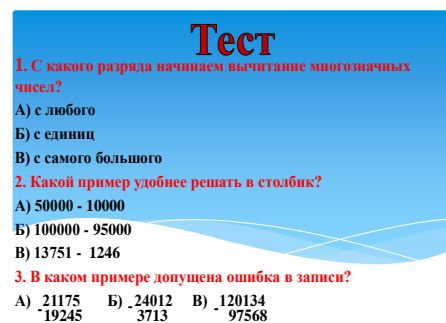 Тест
1. С какого разряда начинаем вычитание многозначных
чисел?
А) с любого
Б) с единиц
В) с самого большого
2. Какой пример удобнее решать в столбик?
А) 50000 - 10000
Б) 100000 - 95000
В) 13751 - 1246
3. В каком примере допущена ошибка в записи?
А) - 21175 Б) - 24012 В) - 120134
19245 3713 97568